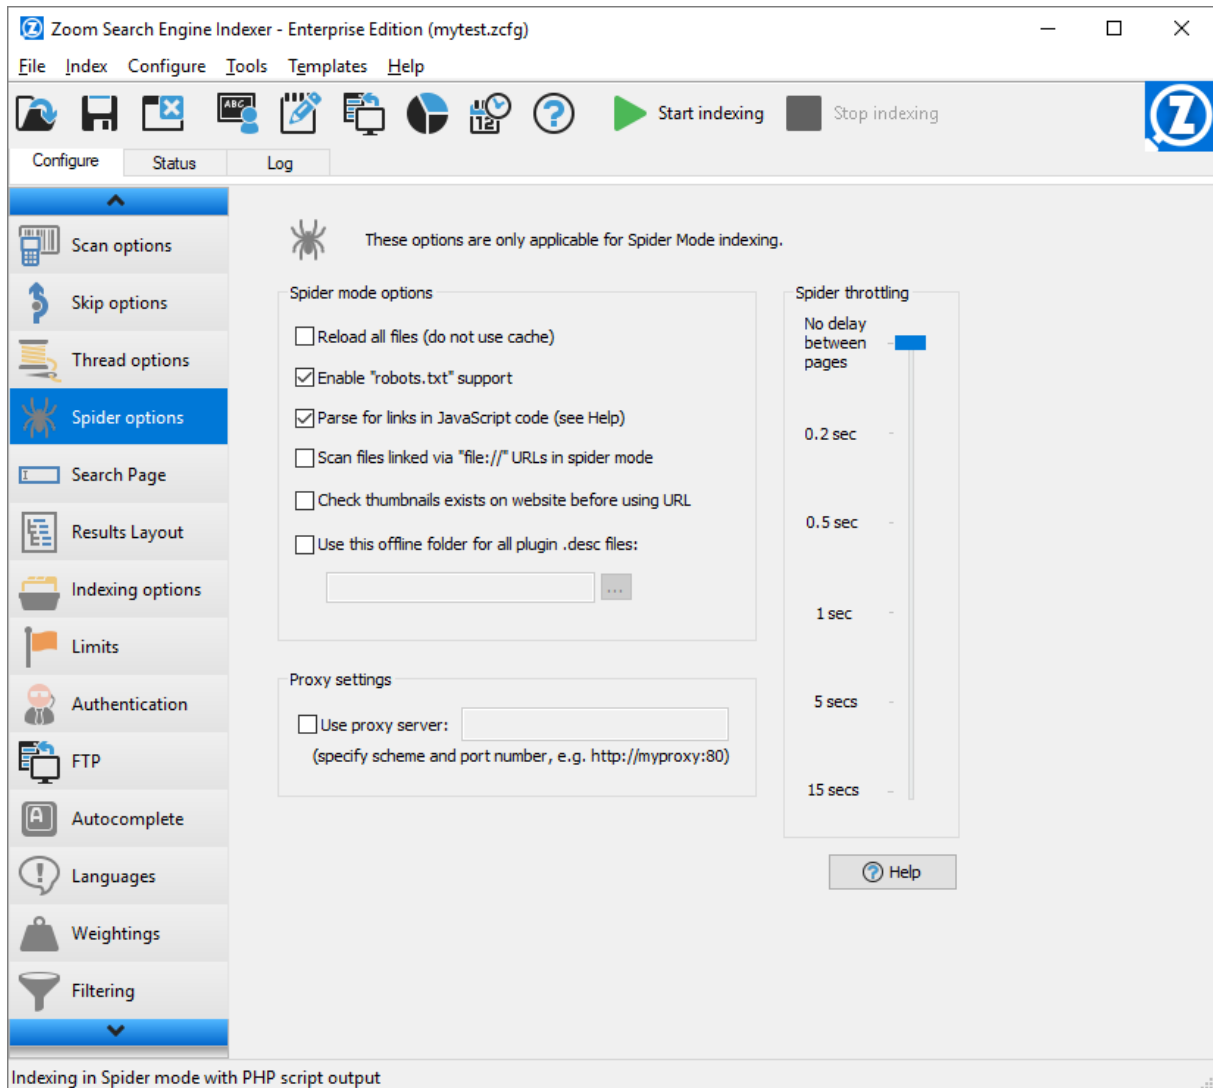 Zoom Search Engine Indexer - Enterprise Edition (mytest.zcfg)
File Index Configure Tools Templates Help
ABC
12
?
Start indexing
Stop indexing
Z
Configure Status Log
Scan options
Skip options
Thread options
Spider options
Search Page
Results Layout
Indexing options
Limits
Authentication
FTP
Autocomplete
Languages
Weightings
Filtering
These options are only applicable for Spider Mode indexing.
Spider mode options
Reload all files (do not use cache)
Enable "robots.txt" support
Parse for links in JavaScript code (see Help)
Scan files linked via "file://" URLs in spider mode
Check thumbnails exists on website before using URL
Use this offline folder for all plugin .desc files:
...
Proxy settings
Use proxy server:
(specify scheme and port number, e.g. http://myproxy:80)
Spider throttling
No delay
between
pages
0.2 sec
0.5 sec
1 sec
5 secs
15 secs
? Help
Indexing in Spider mode with PHP script output